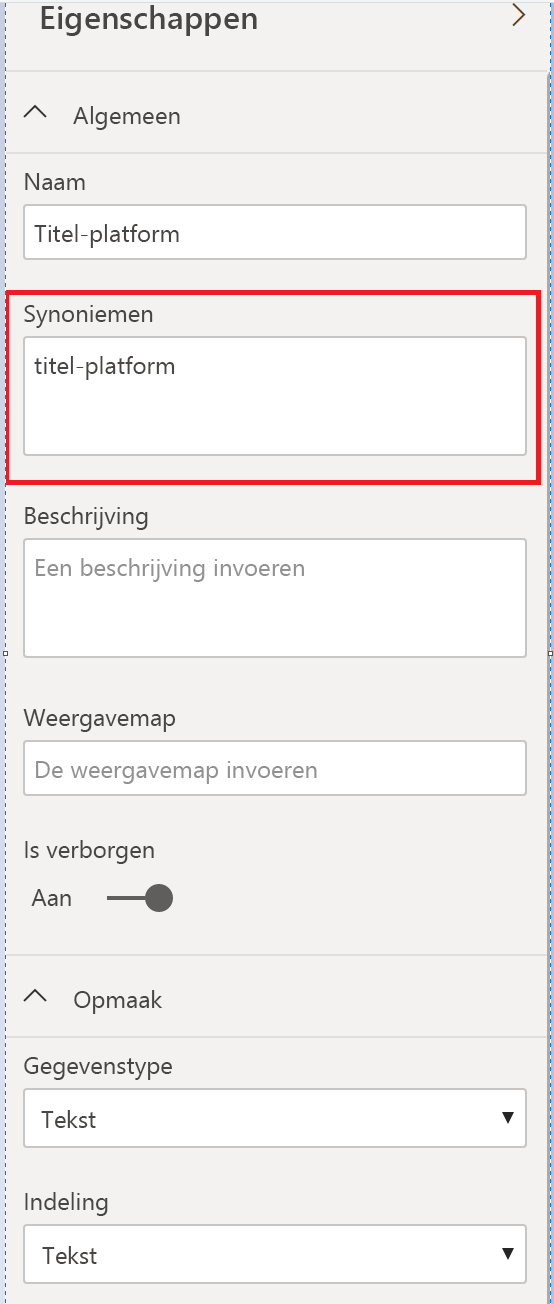 Eigenschappen
Algemeen
Naam
Titel-platform
Synoniemen
titel-platform
Beschrijving
Een beschrijving invoeren
Weergavemap
De weergavemap invoeren
Is verborgen
Aan
Opmaak
Gegevenstype
Tekst
Indeling
Tekst